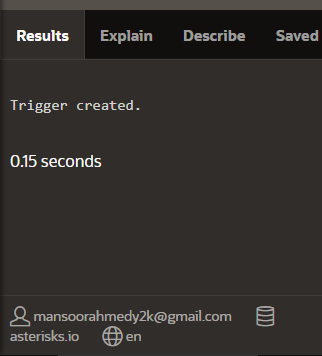 Results Explain Describe Saved
Trigger created.
0.15 seconds
mansoorahmedy2k@gmail.com
asterisks.io en